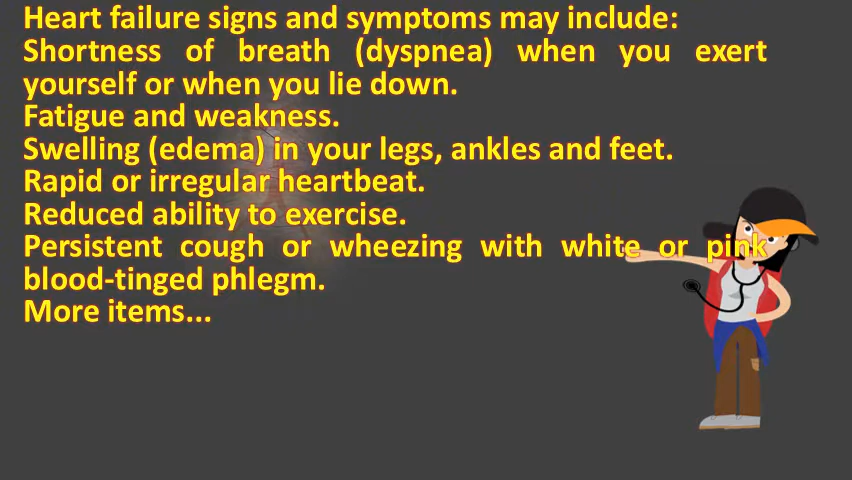 Heart failure signs and symptoms may include:
Shortness of breath (dyspnea) when you exert
yourself or when you lie down.
Fatigue and weakness.
Swelling (edema) in your legs, ankles and feet.
Rapid or irregular heartbeat.
Reduced ability to exercise.
Persistent cough or wheezing with white or pink
blood-tinged phlegm.
More items...